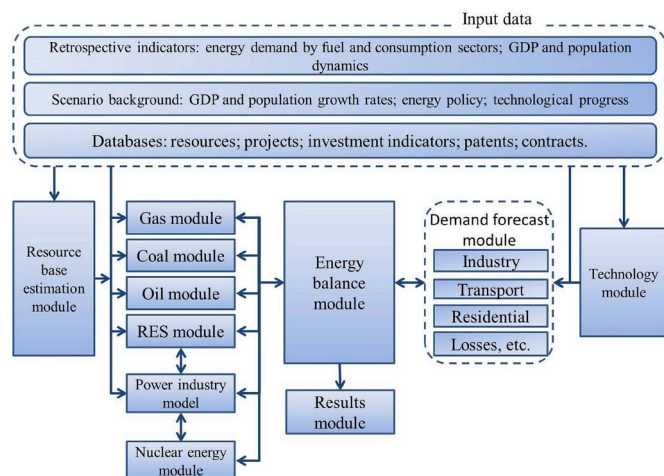 Input data
Retrospective indicators: energy demand by fuel and consumption sectors; GDP and population
dynamics
Scenario background: GDP and population growth rates; energy policy; technological progress
Databases: resources; projects; investment indicators; patents; contracts.
Resource
base
estimation
module
Gas module
Coal module
Oil module
RES module
Power industry
model
Nuclear energy
module
Energy
balance
module
Results
module
Demand forecast
module
Industry
Transport
Residential
Losses, etc.
Technology
module